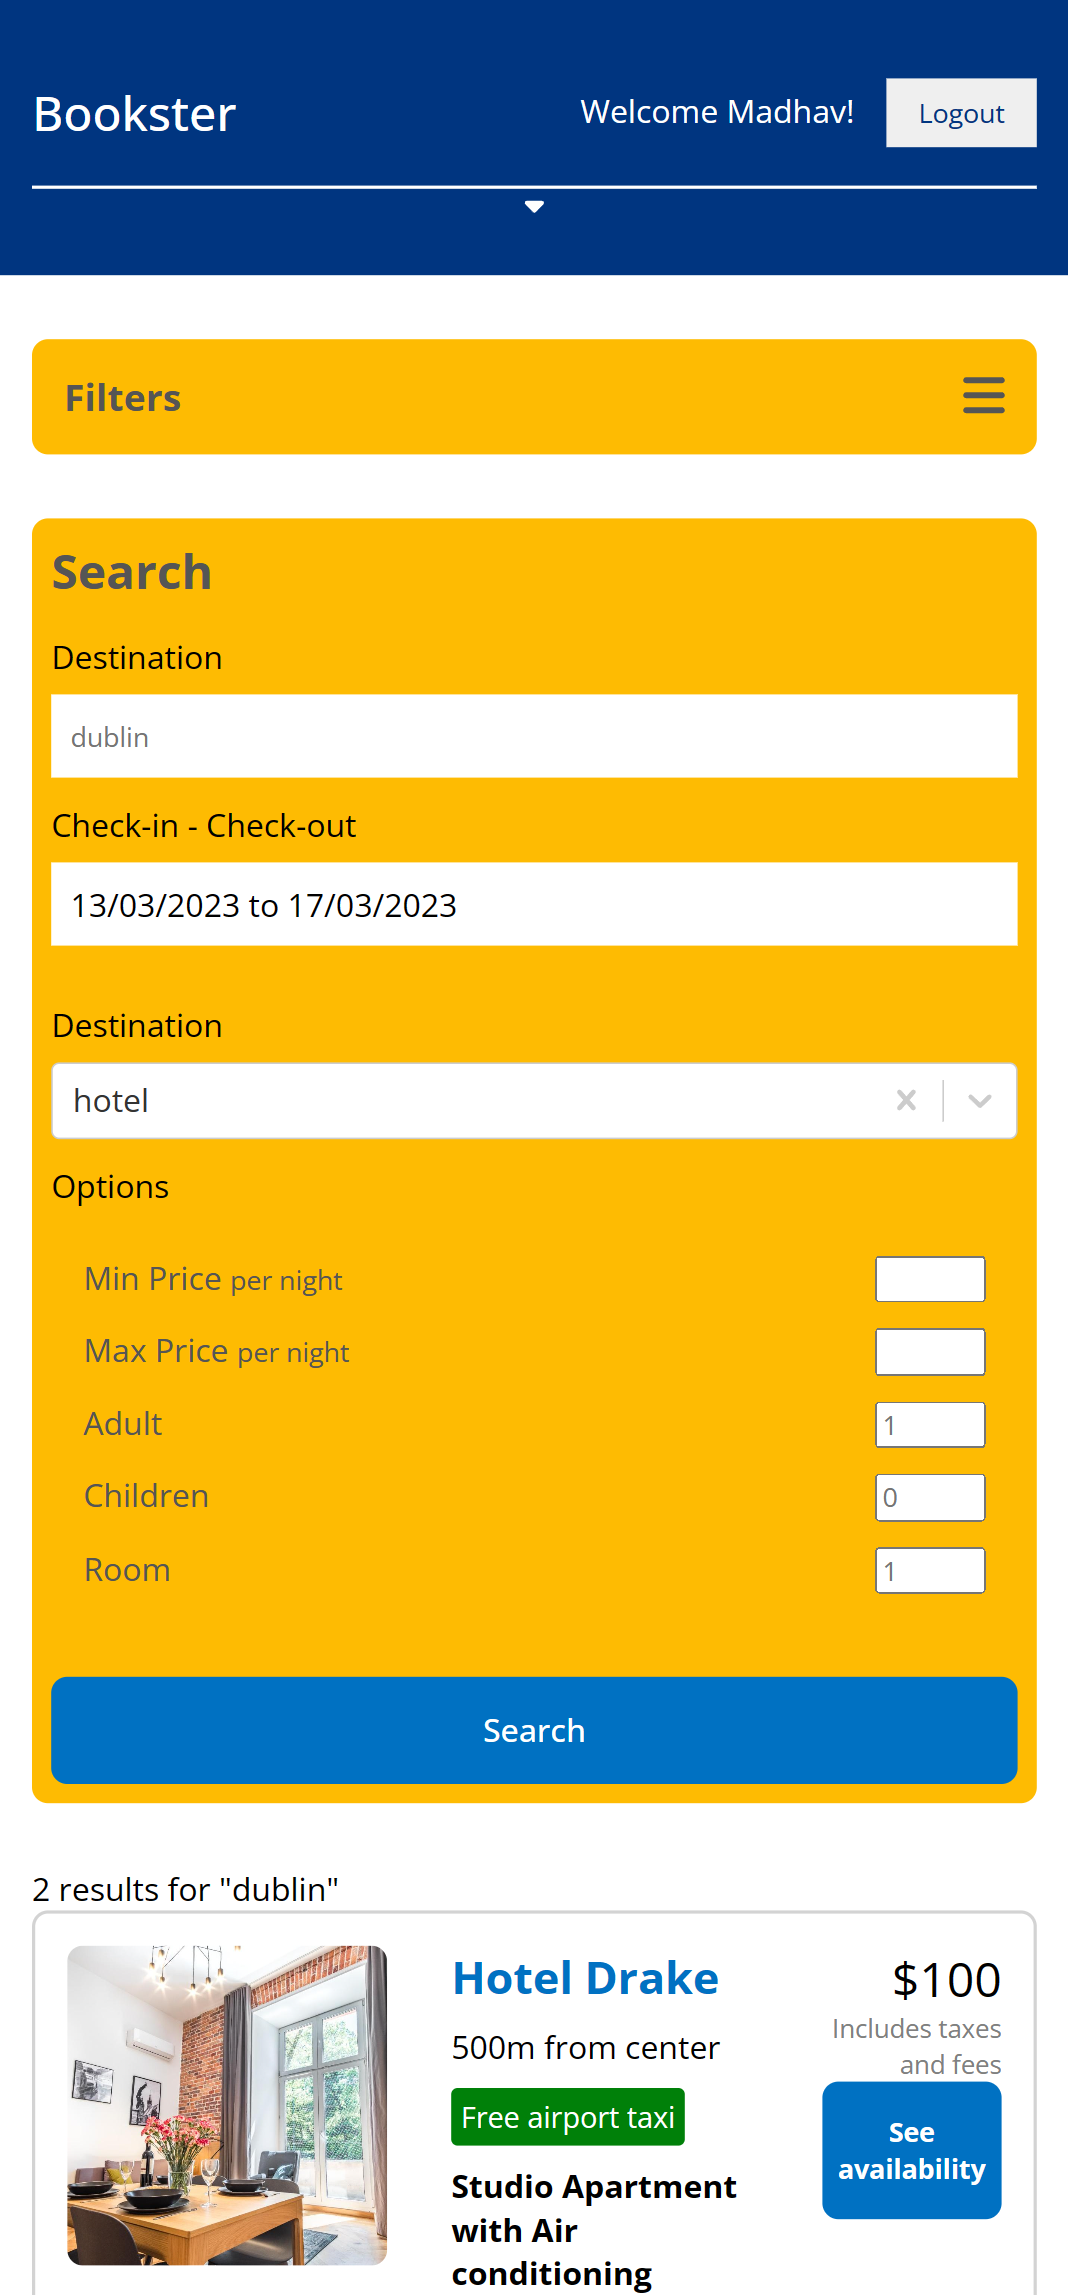 Bookster
Welcome Madhav!
Logout
Filters
Search
Destination
dublin
Check-in - Check-out
13/03/2023 to 17/03/2023
Destination
hotel
Options
Min Price per night
Max Price per night
Adult
1
Children
0
Room
1
Search
2 results for "dublin"
Hotel Drake
500m from center
Free airport taxi
Studio Apartment
with Air
conditioning
$100
Includes taxes
and fees
See
availability